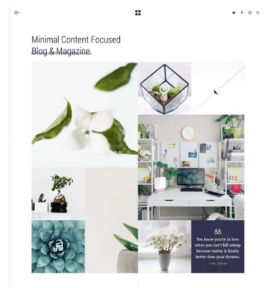 Minimal Content Focused
Blog & Magazine.
You know you're in love
when you can't fall asleep
because reality is finally
better than your dreams.